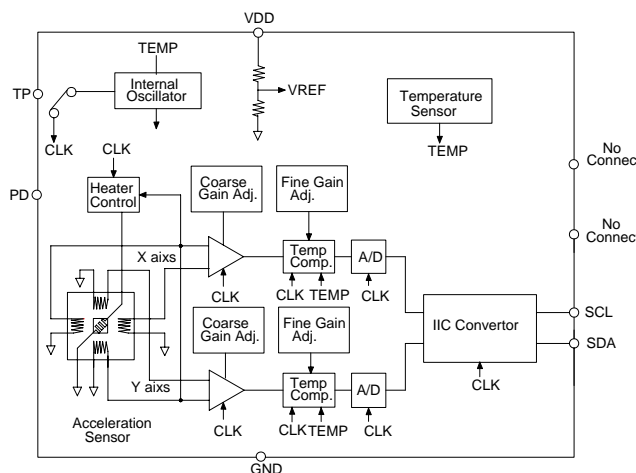 VDD
TEMP
Internal
Oscillator
TP
CLK
VREF
Temperature
Sensor
TEMP
No
Connect
PD
CLK
Heater
Control
Coarse
Gain Adj.
Fine Gain
Adj.
No
Connect
X aixs
Temp
Comp.
A/D
CLK
CLK
TEMP
CLK
Coarse
Gain Adj.
Fine Gain
Adj.
IIC Convertor
SCL
SDA
CLK
Y aixs
Temp
Comp.
A/D
CLK
CLK
TEMP
CLK
Acceleration
Sensor
GND